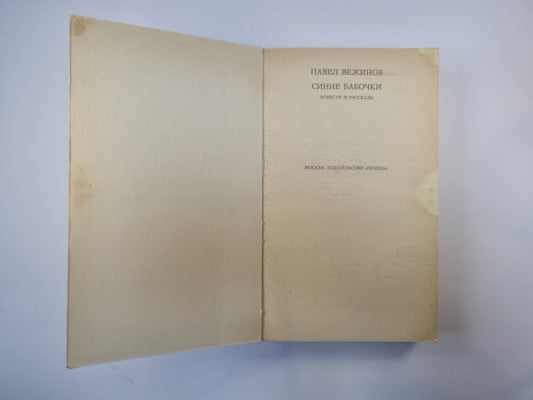 ПАВЕЛ ВЕЖИНОВ
СИНИЕ БАБОЧКИ
ПОВЕСТИ И РАССКАЗЫ
МОСКВА ИЗДАТЕЛЬСТВО «ПРАВДА»